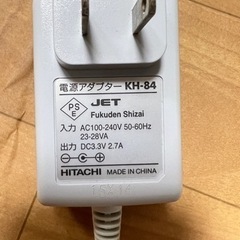 電源アダプター KH-84
PS
E
JET
Fukuden Shizai
入力 AC100-240V 50-60Hz
23-28VA
出力 DC3.3V 2.7A
HITACHI MADE IN CHINA